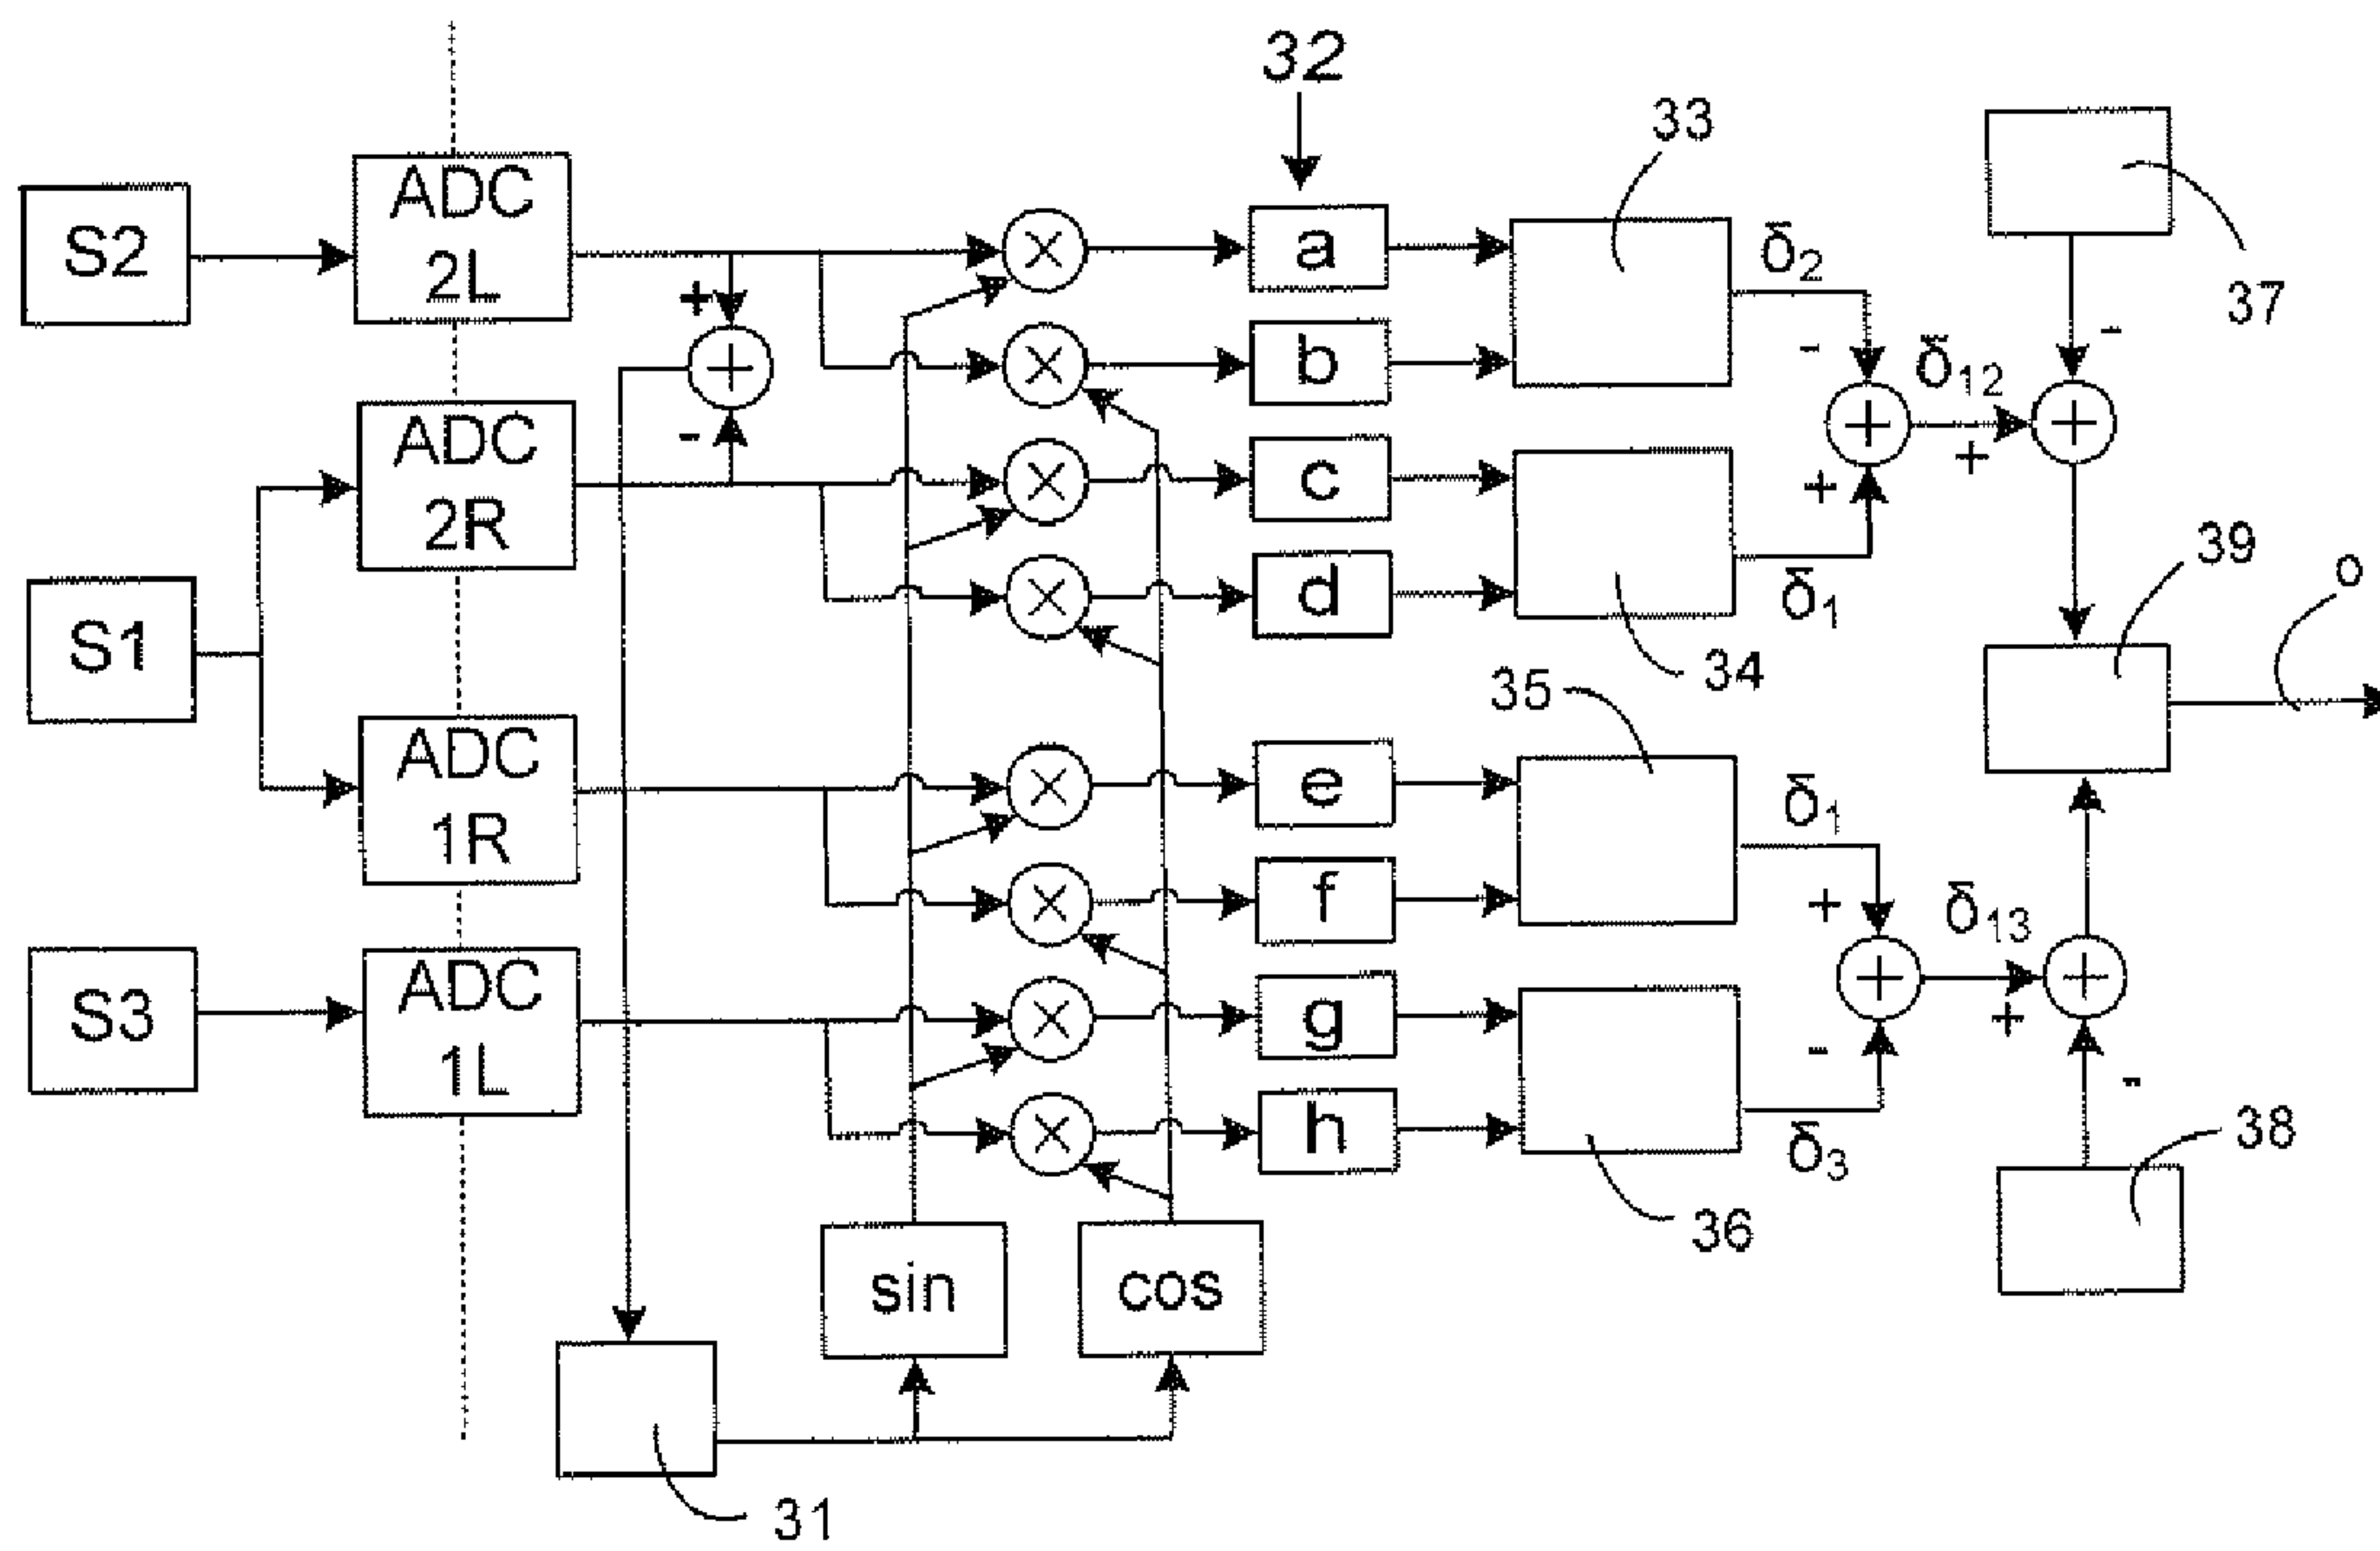 32
33
ADC
2L
S2
a
δ2
37
+
-
b
-
δ12
+
ADC
2R
-
c
+
39
o
S1
d
δ1
34
35
ADC
1R
e
δ1
f
+
δ13
ADC
1L
S3
g
-
+
-
h
δ3
38
36
sin
cos
31